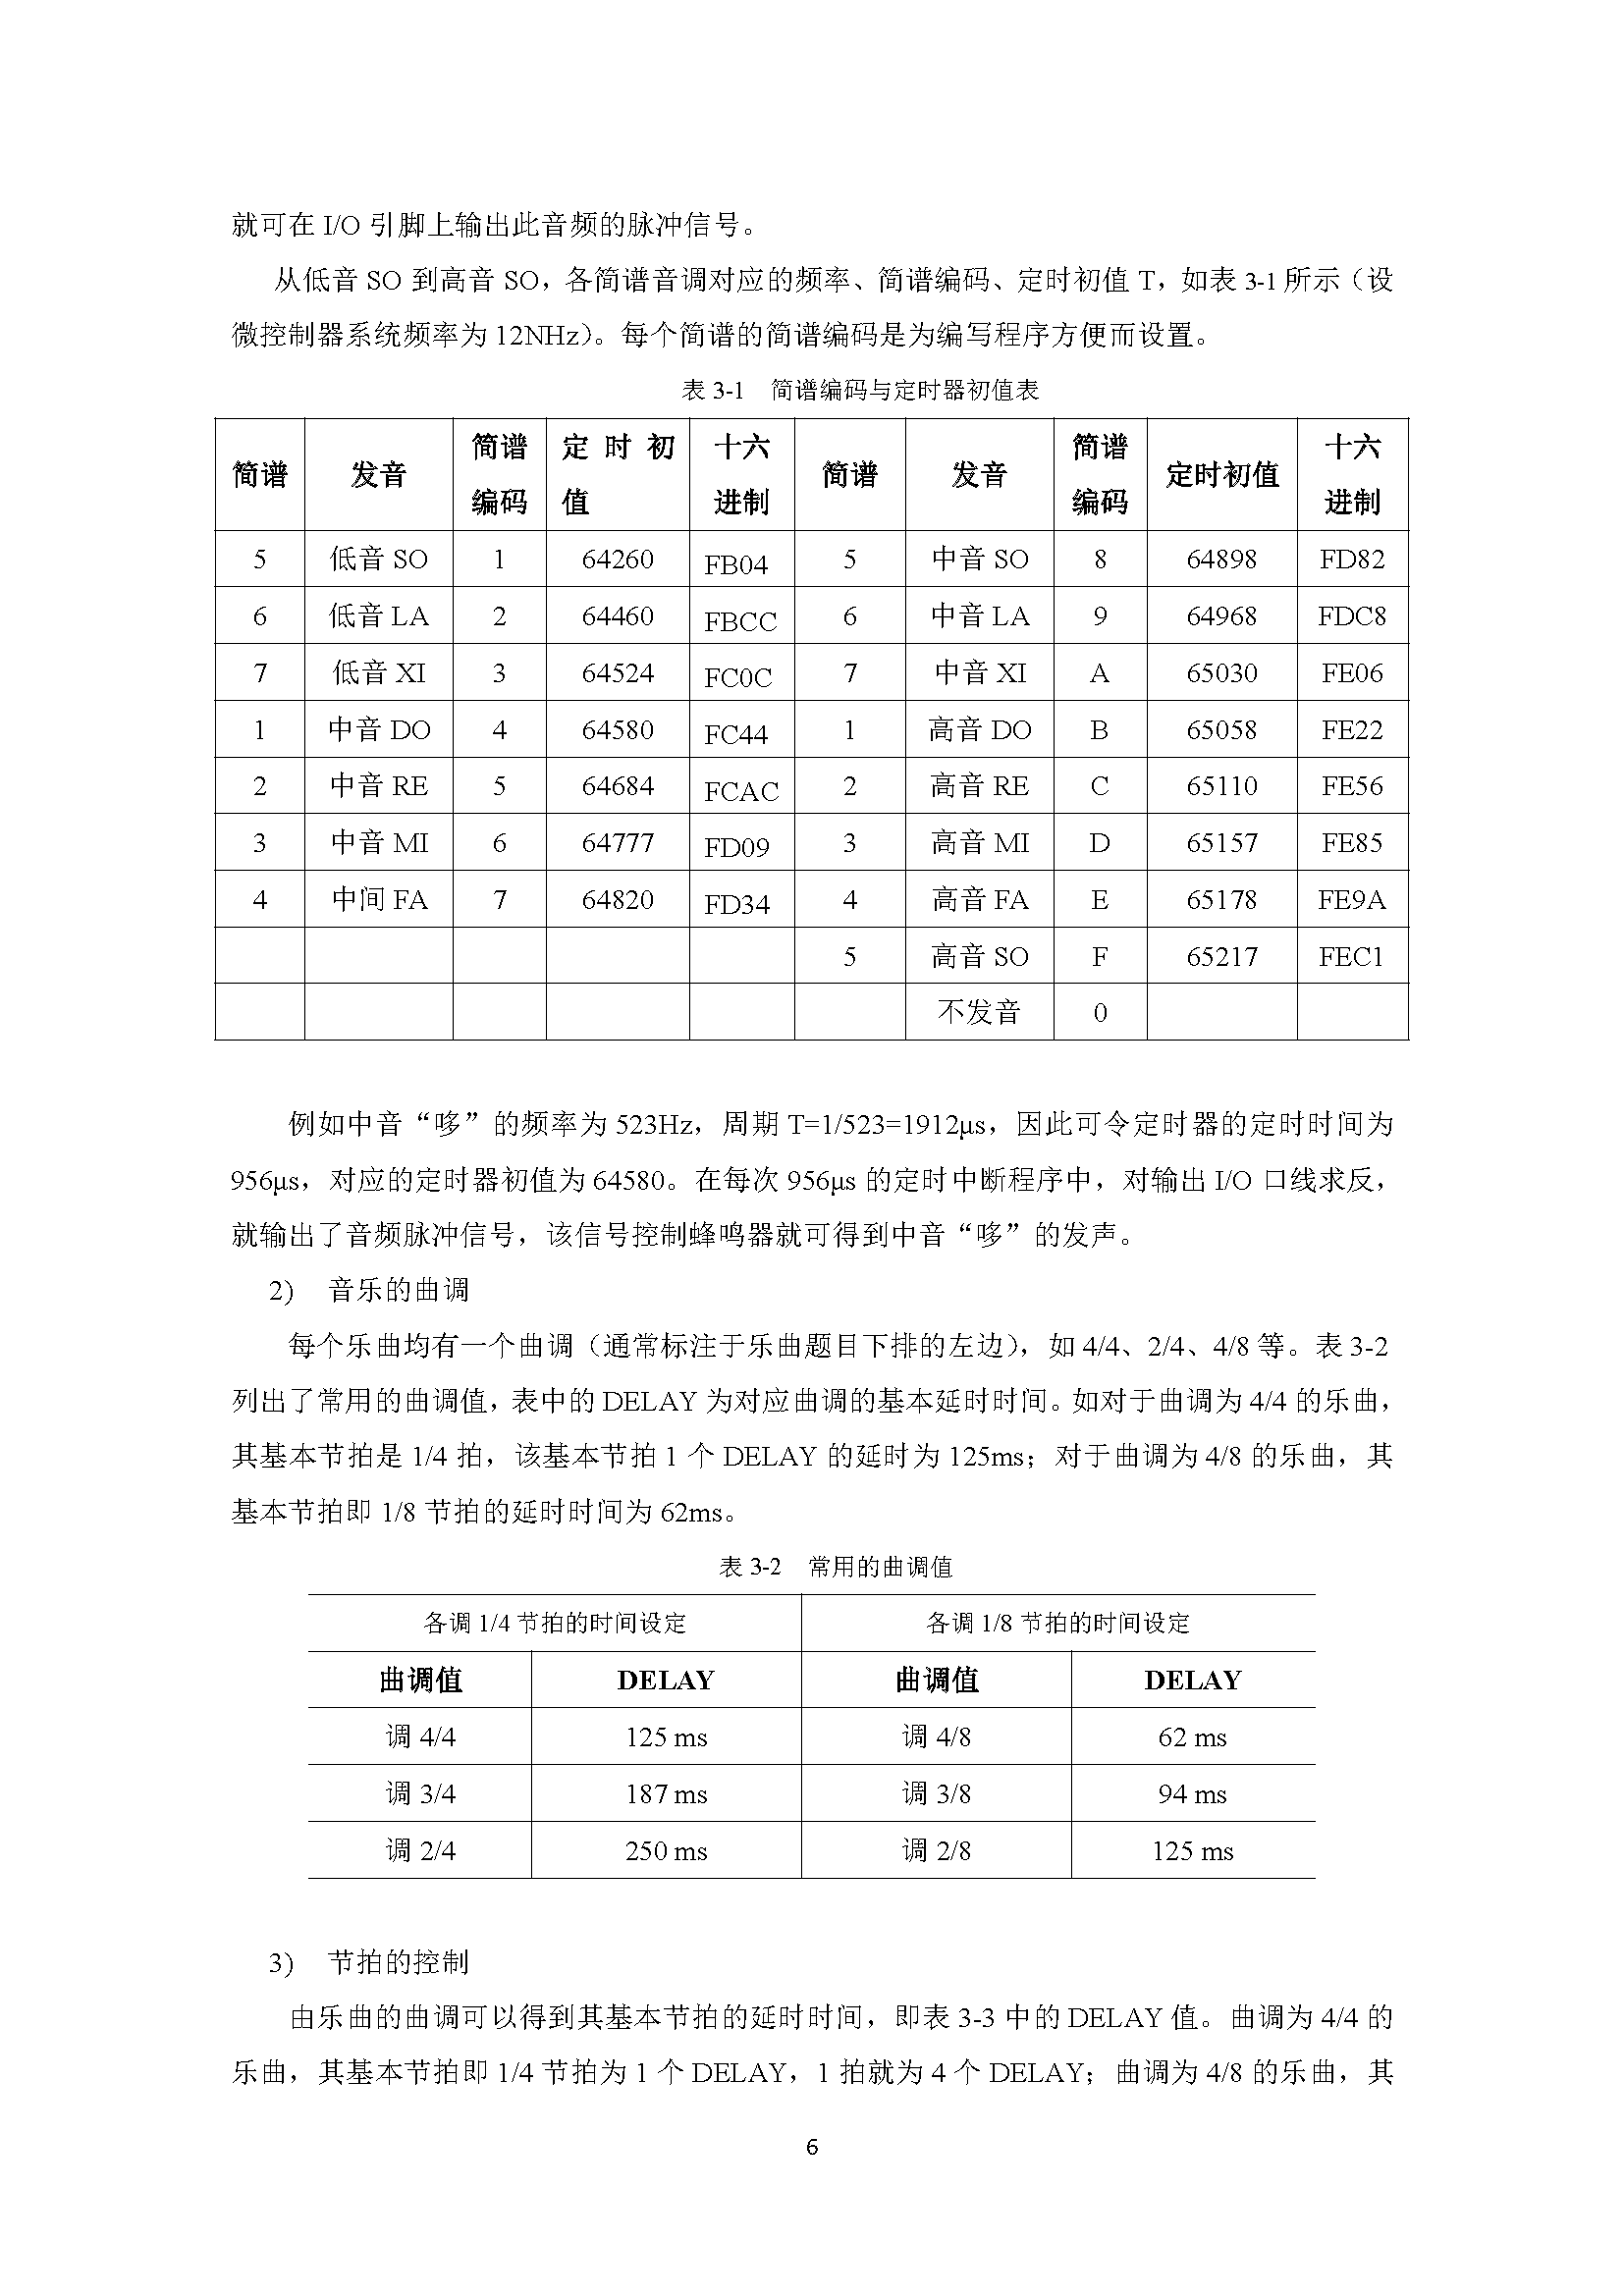 就可在 I/O 引脚上输出此音频的脉冲信号。
从低音 SO 到高音 SO，各简谱音调对应的频率、简谱编码、定时初值 T，如表 3-1 所示（设
微控制器系统频率为 12NHz）。每个简谱的简谱编码是为编写程序方便而设置。
表 3-1 简谱编码与定时器初值表
简谱 发音 简谱编码 定时初值 十六进制 简谱 发音 简谱编码 定时初值 十六进制
5 低音 SO 1 64260 FB04 5 中音 SO 8 64898 FD82
6 低音 LA 2 64460 FBCC 6 中音 LA 9 64968 FDC8
7 低音 XI 3 64524 FC0C 7 中音 XI A 65030 FE06
1 中音 DO 4 64580 FC44 1 高音 DO B 65058 FE22
2 中音 RE 5 64684 FCAC 2 高音 RE C 65110 FE56
3 中音 MI 6 64777 FD09 3 高音 MI D 65157 FE85
4 中间 FA 7 64820 FD34 4 高音 FA E 65178 FE9A
5 高音 SO F 65217 FEC1
不发音 0
例如中音“哆”的频率为 523Hz，周期 T=1/523=1912μs，因此可令定时器的定时时间为
956μs，对应的定时器初值为 64580。在每次 956μs 的定时中断程序中，对输出 I/O 口线求反，
就输出了音频脉冲信号，该信号控制蜂鸣器就可得到中音“哆”的发声。
2) 音乐的曲调
每个乐曲均有一个曲调（通常标注于乐曲题目下排的左边），如 4/4、2/4、4/8 等。表 3-2
列出了常用的曲调值，表中的 DELAY 为对应曲调的基本延时时间。如对于曲调为 4/4 的乐曲，
其基本节拍是 1/4 拍，该基本节拍 1 个 DELAY 的延时为 125ms；对于曲调为 4/8 的乐曲，其
基本节拍即 1/8 节拍的延时时间为 62ms。
表 3-2 常用的曲调值
各调 1/4 节拍的时间设定 各调 1/8 节拍的时间设定
曲调值 DELAY 曲调值 DELAY
调 4/4 125 ms 调 4/8 62 ms
调 3/4 187 ms 调 3/8 94 ms
调 2/4 250 ms 调 2/8 125 ms
3) 节拍的控制
由乐曲的曲调可以得到其基本节拍的延时时间，即表 3-3 中的 DELAY 值。曲调为 4/4 的
乐曲，其基本节拍即 1/4 节拍为 1 个 DELAY，1 拍就为 4 个 DELAY；曲调为 4/8 的乐曲，其
6